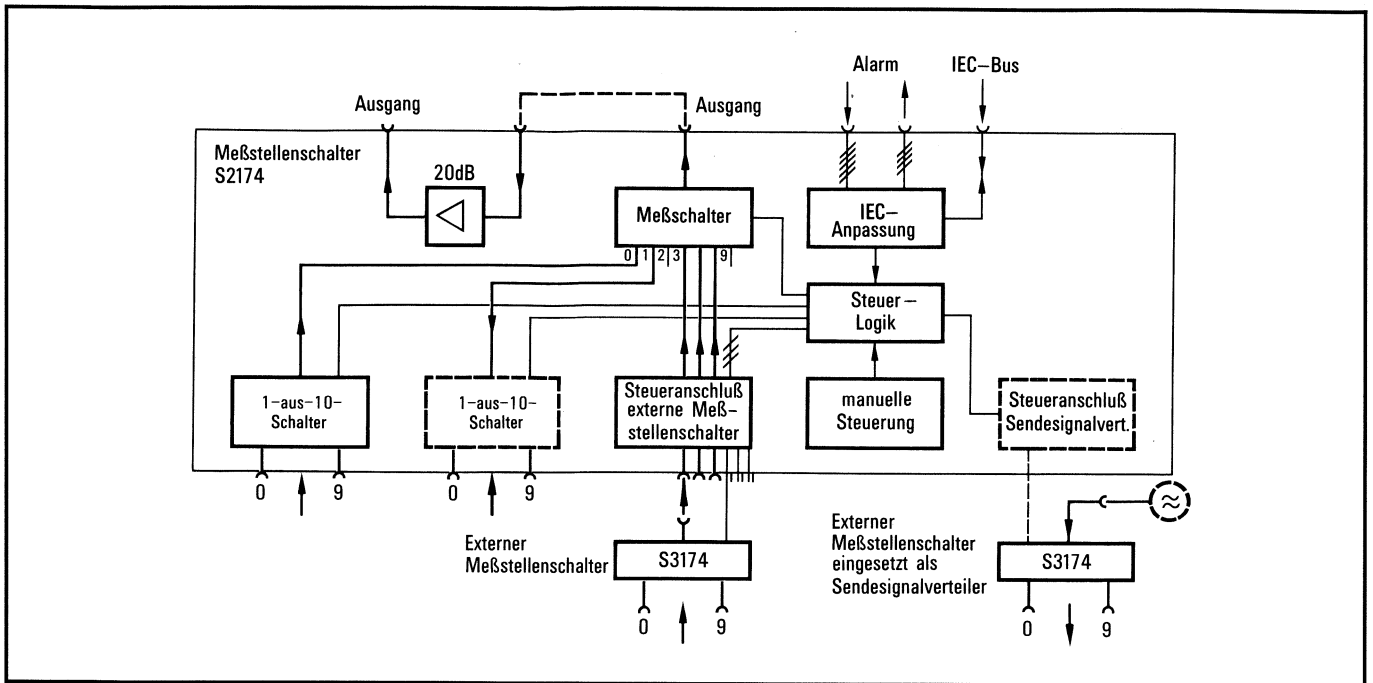 Alarm
IEC–Bus
Ausgang
Ausgang
Meßstellenschalter
S2174
20dB
Meßschalter
0 1 2 3 9
IEC–
Anpassung
Steuer–
Logik
1–aus–10–
Schalter
1–aus–10–
Schalter
Steueranschluß
externe Meß–
stellenschalter
manuelle
Steuerung
Steueranschluß
Sendesignalvert.
0 9
0 9
Externer
Meßstellenschalter
S3174
0 9
Externer
Meßstellenschalter
eingesetzt als
Sendesignalverteiler
S3174
0 9